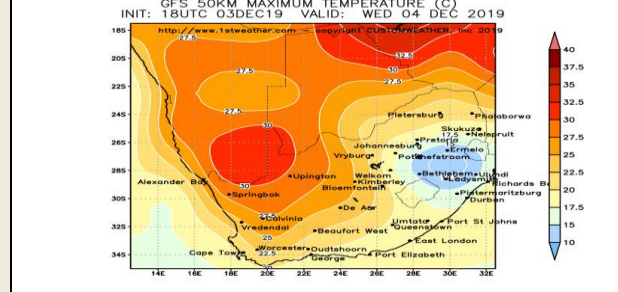 GFS 50KM MAXIMUM TEMPERATURE (C)
INIT: 18UTC 03DEC19 VALID: WED 04 DEC 2019
http://www.1stweather.com — copyright CUSTOMWEATHER, Inc 2019
18S
27.5
32.5
40
37.5
20S
30
27.5
27.5
35
22S
32.5
24S
27.5
Pietersburg
Phalaborwa
30
30
Skukuza
17.5
Nelspruit
27.5
26S
Pretoria
Johannesburg
Ermelo
25
Vryburg
Potchefstroom
28S
Bethlehem
Ulundi
22.5
Alexander Bay
30
Upington
Welkom
Ladysmith
Kimberley
Richards B
20
Springbok
Bloemfontein
Pietermaritzburg
30S
Durban
17.5
De Aar
Calvinia
Umtata
Port St Johns
15
32S
Vredendal
Queenstown
25
Beaufort West
10
East London
34S
Cape Town
Worcester
22.5
Oudtshoorn
George
Port Elizabeth
14E 16E 18E 20E 22E 24E 26E 28E 30E 32E